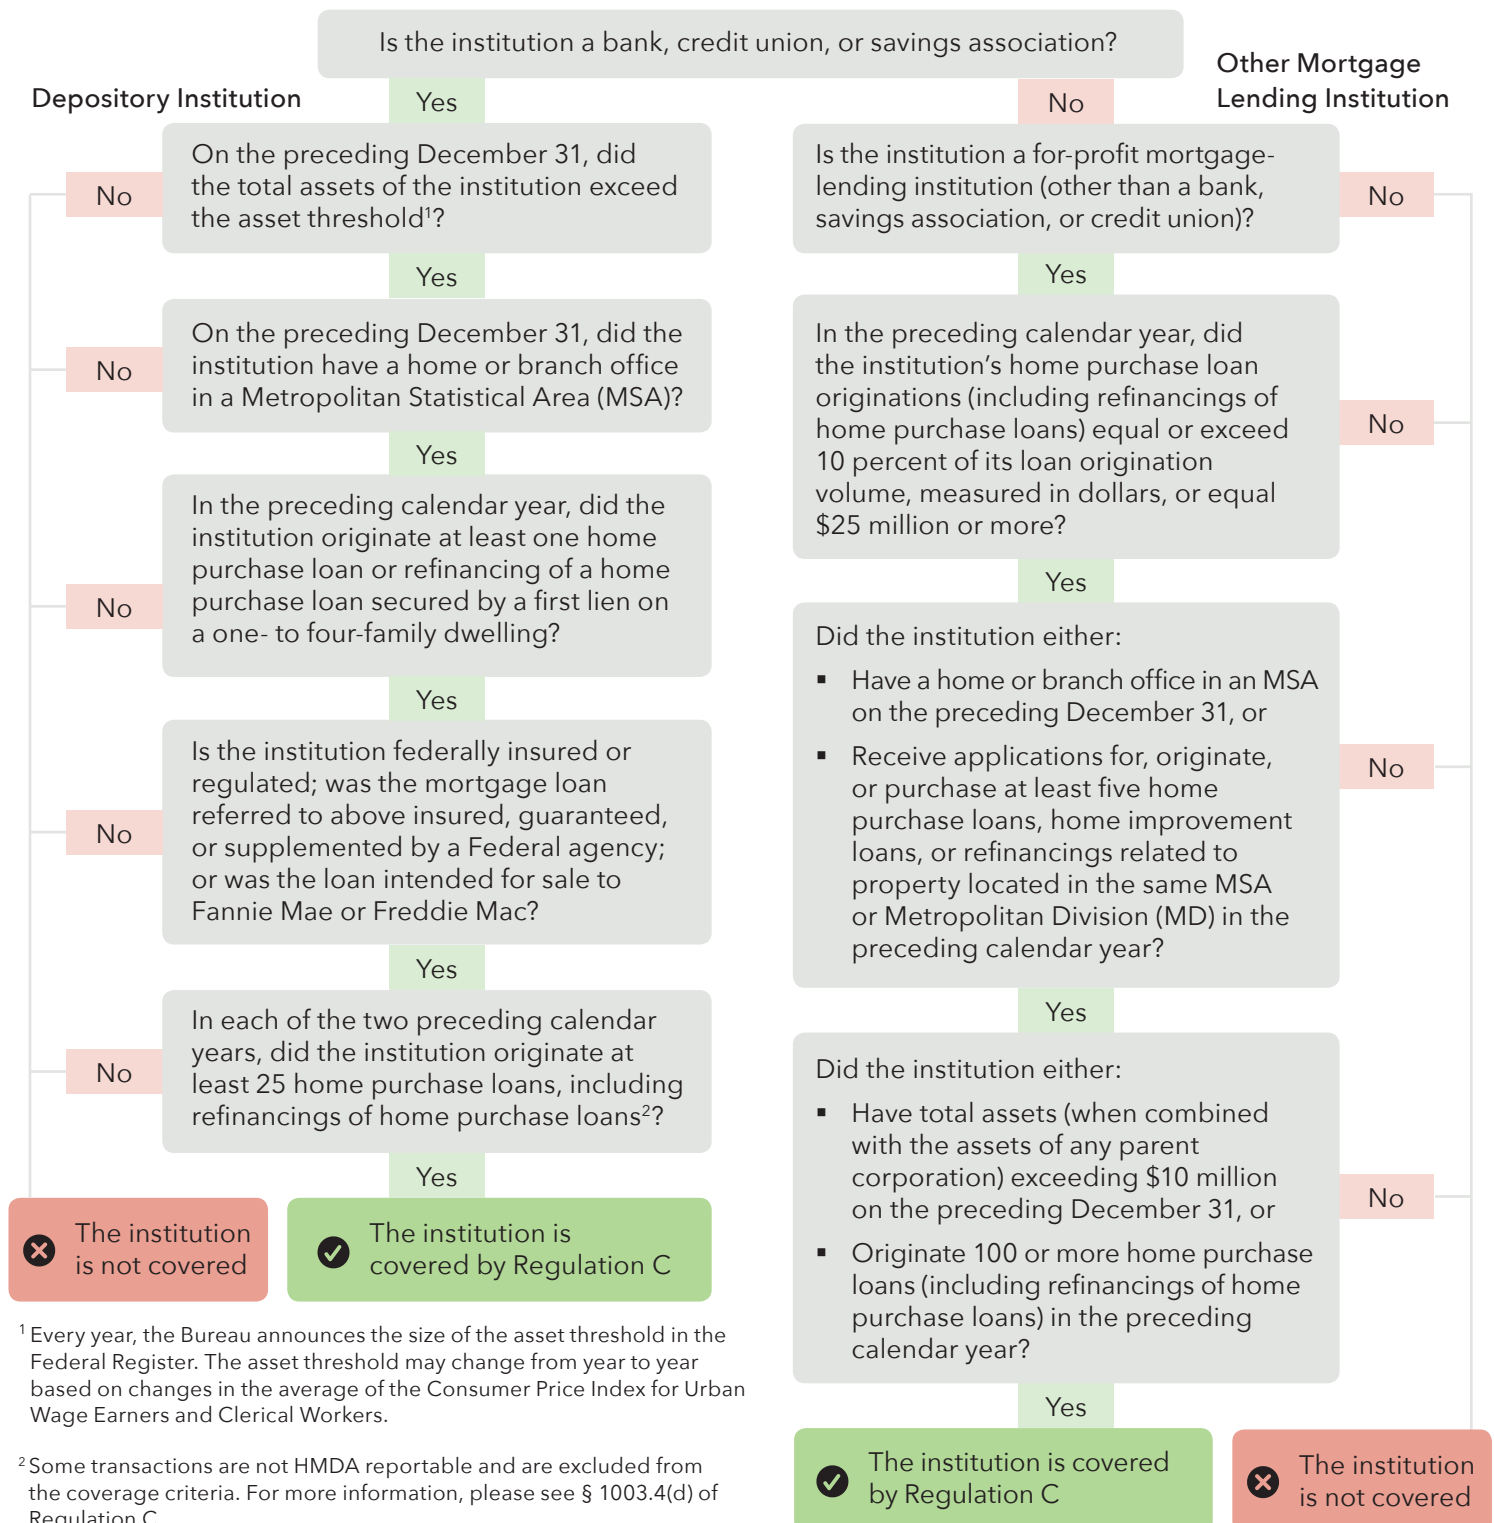 Is the institution a bank, credit union, or savings association?
Depository Institution
Yes
On the preceding December 31, did
the total assets of the institution exceed
the asset threshold¹?
No
Yes
On the preceding December 31, did the
institution have a home or branch office
in a Metropolitan Statistical Area (MSA)?
No
Yes
In the preceding calendar year, did the
institution originate at least one home
purchase loan or refinancing of a home
purchase loan secured by a first lien on
a one- to four-family dwelling?
No
Yes
Is the institution federally insured or
regulated; was the mortgage loan
referred to above insured, guaranteed,
or supplemented by a Federal agency;
or was the loan intended for sale to
Fannie Mae or Freddie Mac?
No
Yes
In each of the two preceding calendar
years, did the institution originate at
least 25 home purchase loans, including
refinancings of home purchase loans²?
No
Yes
The institution
is not covered
The institution is
covered by Regulation C
¹ Every year, the Bureau announces the size of the asset threshold in the
Federal Register. The asset threshold may change from year to year
based on changes in the average of the Consumer Price Index for Urban
Wage Earners and Clerical Workers.
² Some transactions are not HMDA reportable and are excluded from
the coverage criteria. For more information, please see § 1003.4(d) of
Regulation C
Other Mortgage
Lending Institution
No
Is the institution a for-profit mortgage-
lending institution (other than a bank,
savings association, or credit union)?
No
Yes
In the preceding calendar year, did
the institution’s home purchase loan
originations (including refinancings of
home purchase loans) equal or exceed
10 percent of its loan origination
volume, measured in dollars, or equal
$25 million or more?
No
Yes
Did the institution either:
▪ Have a home or branch office in an MSA
on the preceding December 31, or
▪ Receive applications for, originate,
or purchase at least five home
purchase loans, home improvement
loans, or refinancings related to
property located in the same MSA
or Metropolitan Division (MD) in the
preceding calendar year?
No
Yes
Did the institution either:
▪ Have total assets (when combined
with the assets of any parent
corporation) exceeding $10 million
on the preceding December 31, or
▪ Originate 100 or more home purchase
loans (including refinancings of home
purchase loans) in the preceding
calendar year?
No
Yes
The institution is covered
by Regulation C
The institution
is not covered